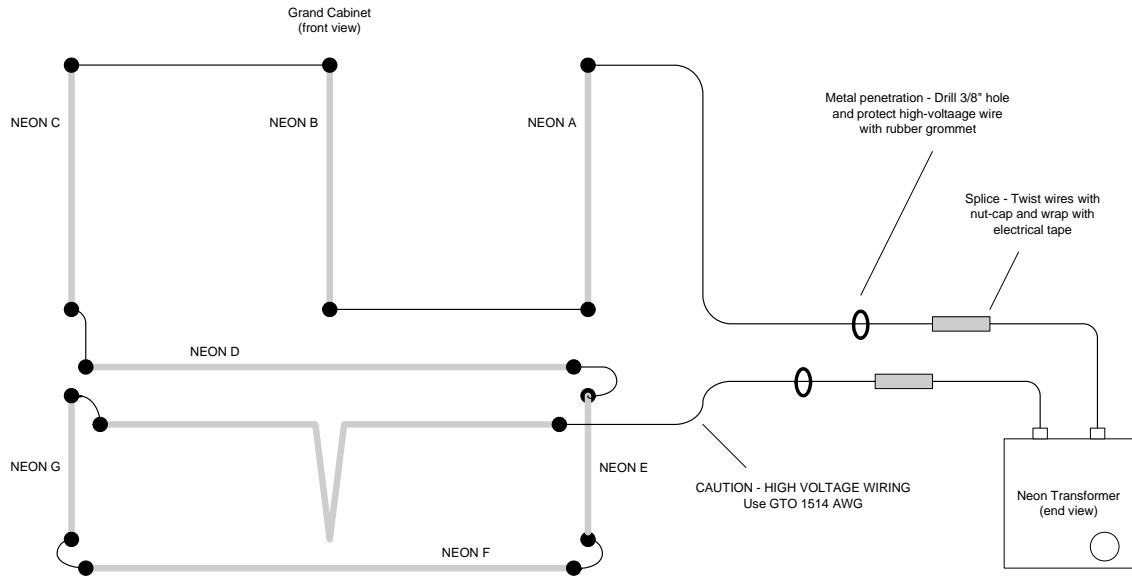 Grand Cabinet
(front view)
NEON C
NEON B
NEON A
Metal penetration - Drill 3/8" hole
and protect high-voltaage wire
with rubber grommet
Splice - Twist wires with
nut-cap and wrap with
electrical tape
NEON D
NEON G
NEON E
CAUTION - HIGH VOLTAGE WIRING
Use GTO 1514 AWG
Neon Transformer
(end view)
NEON F